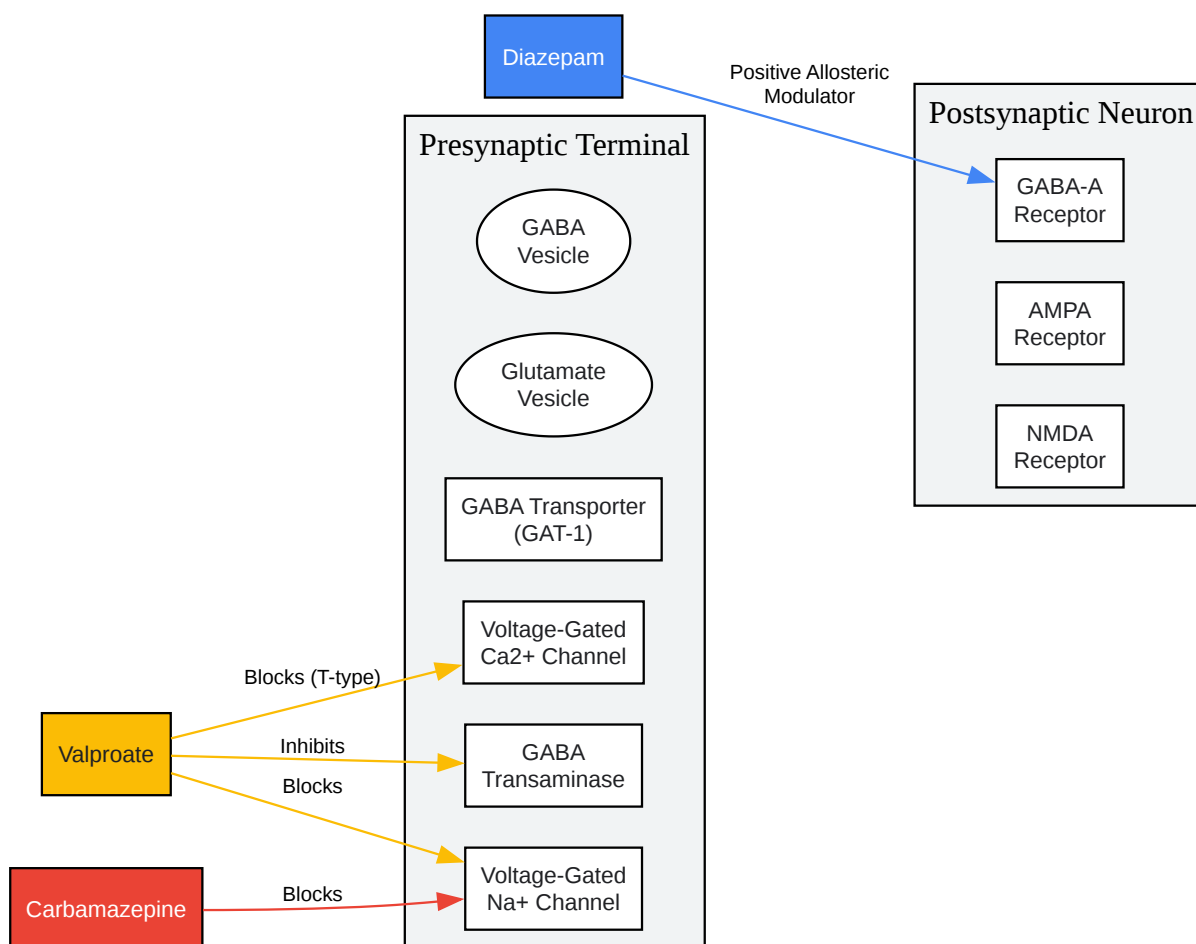 Diazepam
Positive Allosteric
Modulator
Postsynaptic Neuron
GABA-A
Receptor
AMPA
Receptor
NMDA
Receptor
Presynaptic Terminal
GABA
Vesicle
Glutamate
Vesicle
GABA Transporter
(GAT-1)
Voltage-Gated
Ca2+ Channel
GABA
Transaminase
Voltage-Gated
Na+ Channel
Blocks (T-type)
Valproate
Inhibits
Blocks
Carbamazepine
Blocks